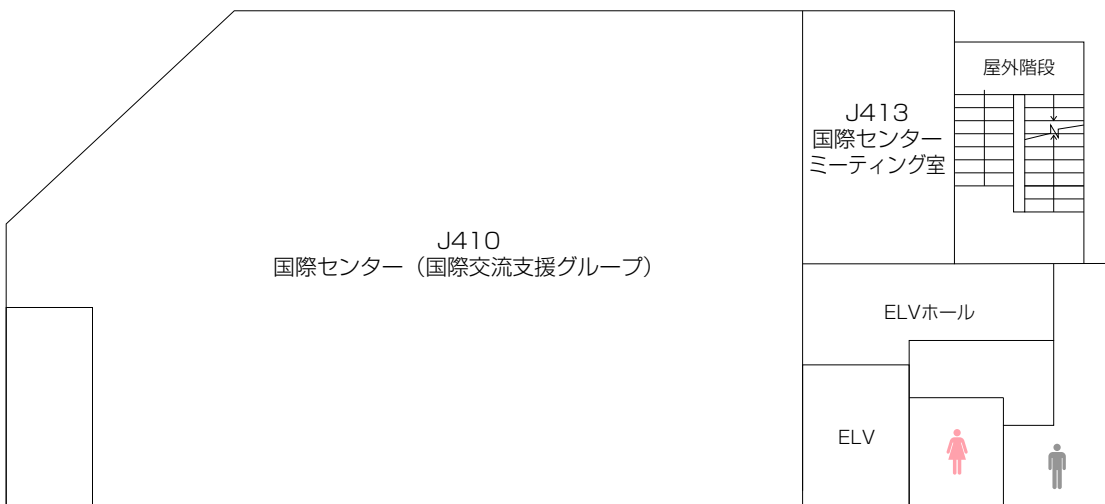 屋外階段
J413
国際センター
ミーティング室
J410
国際センター（国際交流支援グループ）
ELVホール
ELV